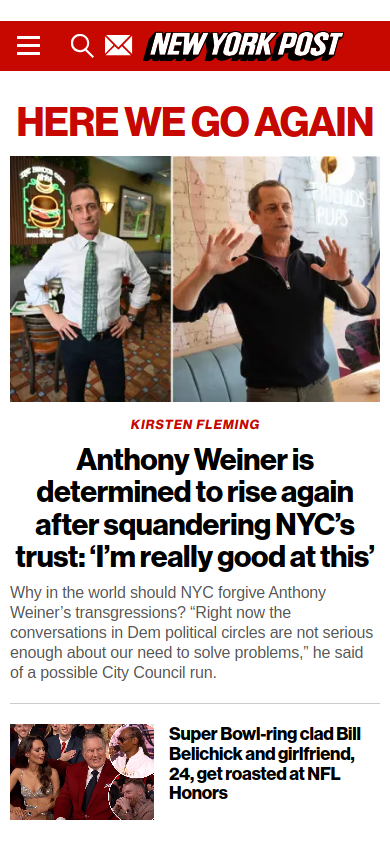 NEW YORK POST
HERE WE GO AGAIN
KIRSTEN FLEMING
Anthony Weiner is
determined to rise again
after squandering NYC’s
trust: ‘I’m really good at this’
Why in the world should NYC forgive Anthony
Weiner’s transgressions? “Right now the
conversations in Dem political circles are not serious
enough about our need to solve problems,” he said
of a possible City Council run.
Super Bowl-ring clad Bill
Belichick and girlfriend,
24, get roasted at NFL
Honors